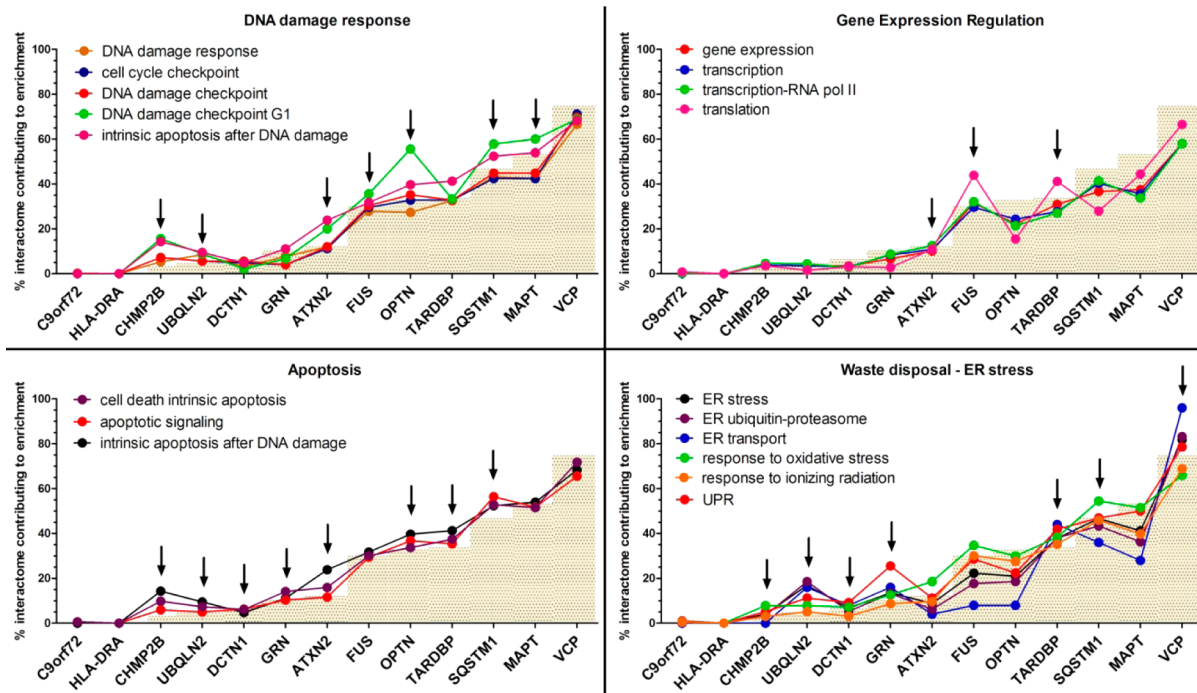 DNA damage response
% interactome contributing to enrichment
100
80
60
40
20
0
DNA damage response
cell cycle checkpoint
DNA damage checkpoint
DNA damage checkpoint G1
intrinsic apoptosis after DNA damage
C9orf72
HLA-DRA
CHMP2B
UBQLN2
DCTN1
GRN
ATXN2
FUS
OPTN
TARDBP
SQSTM1
MAPT
VCP
Gene Expression Regulation
% interactome contributing to enrichment
100
80
60
40
20
0
gene expression
transcription
transcription-RNA pol II
translation
C9orf72
HLA-DRA
CHMP2B
UBQLN2
DCTN1
GRN
ATXN2
FUS
OPTN
TARDBP
SQSTM1
MAPT
VCP
Apoptosis
% interactome contributing to enrichment
100
80
60
40
20
0
cell death intrinsic apoptosis
apoptotic signaling
intrinsic apoptosis after DNA damage
C9orf72
HLA-DRA
CHMP2B
UBQLN2
DCTN1
GRN
ATXN2
FUS
OPTN
TARDBP
SQSTM1
MAPT
VCP
Waste disposal - ER stress
% interactome contributing to enrichment
100
80
60
40
20
0
ER stress
ER ubiquitin-proteasome
ER transport
response to oxidative stress
response to ionizing radiation
UPR
C9orf72
HLA-DRA
CHMP2B
UBQLN2
DCTN1
GRN
ATXN2
FUS
OPTN
TARDBP
SQSTM1
MAPT
VCP